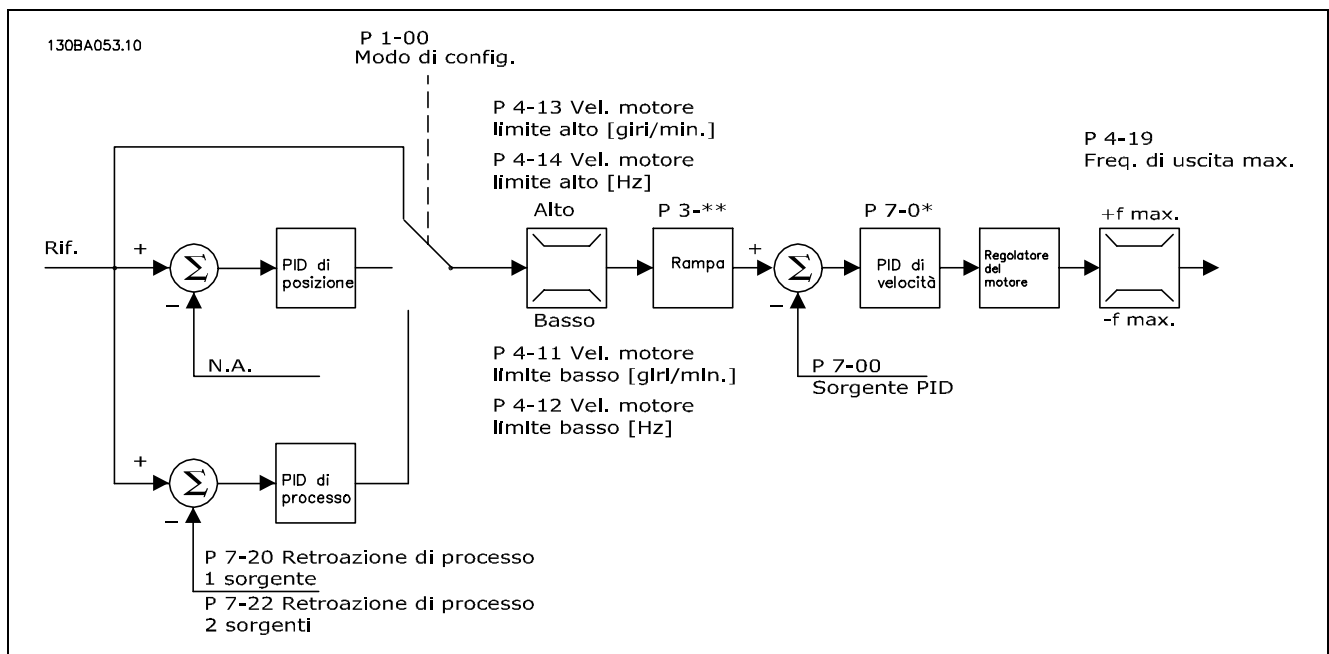 130BA053.10
P 1-00
Modo di config.
P 4-13 Vel. motore
limite alto [giri/min.]
P 4-14 Vel. motore
limite alto [Hz]
P 4-19
Freq. di uscita max.
Alto
P 3-**
P 7-0*
+f max.
Rif.
+
Σ
−
PID di
posizione
N.A.
Rampa
+
Σ
−
PID di
velocità
Regolatore
del
motore
Basso
-f max.
P 4-11 Vel. motore
limite basso [giri/min.]
P 4-12 Vel. motore
limite basso [Hz]
P 7-00
Sorgente PID
+
Σ
−
PID di
processo
P 7-20 Retroazione di processo
1 sorgente
P 7-22 Retroazione di processo
2 sorgenti